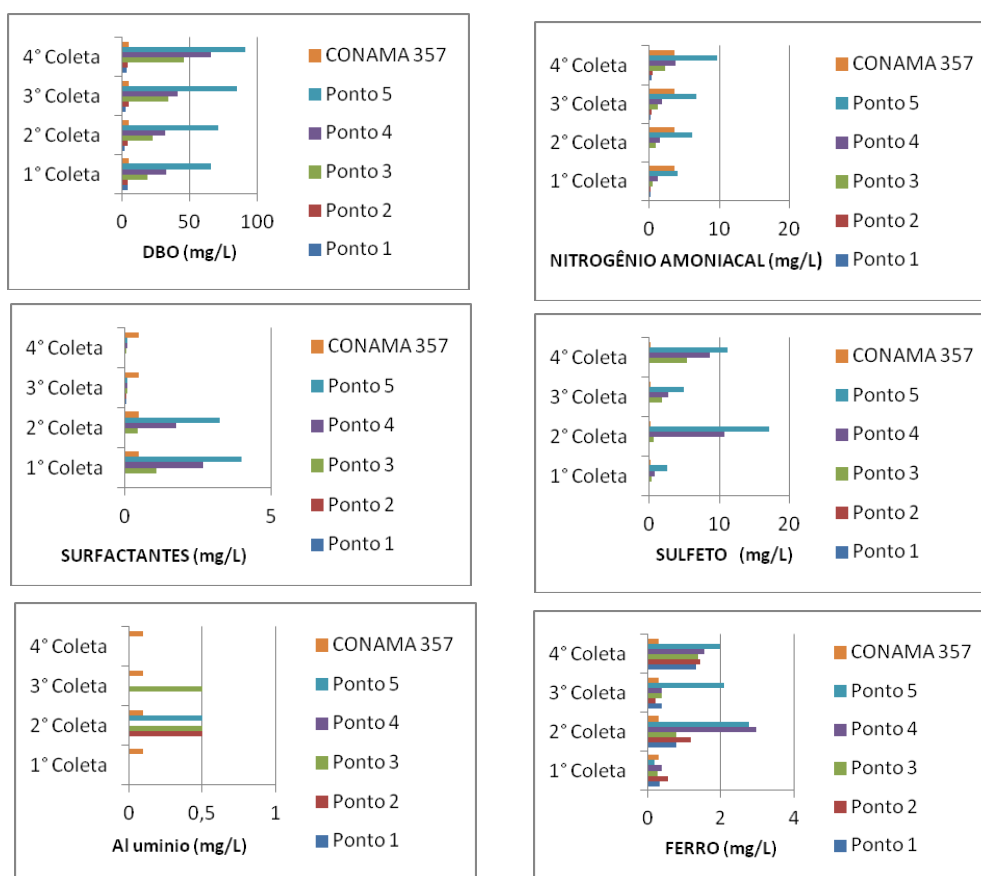 4° Coleta
3° Coleta
2° Coleta
1° Coleta
0 50 100
DBO (mg/L)
CONAMA 357
Ponto 5
Ponto 4
Ponto 3
Ponto 2
Ponto 1
4° Coleta
3° Coleta
2° Coleta
1° Coleta
0 10 20
NITROGÊNIO AMONIACAL (mg/L)
CONAMA 357
Ponto 5
Ponto 4
Ponto 3
Ponto 2
Ponto 1
4° Coleta
3° Coleta
2° Coleta
1° Coleta
0 5
SURFACTANTES (mg/L)
CONAMA 357
Ponto 5
Ponto 4
Ponto 3
Ponto 2
Ponto 1
4° Coleta
3° Coleta
2° Coleta
1° Coleta
0 10 20
SULFETO (mg/L)
CONAMA 357
Ponto 5
Ponto 4
Ponto 3
Ponto 2
Ponto 1
4° Coleta
3° Coleta
2° Coleta
1° Coleta
0 0,5 1
Al uminio (mg/L)
CONAMA 357
Ponto 5
Ponto 4
Ponto 3
Ponto 2
Ponto 1
4° Coleta
3° Coleta
2° Coleta
1° Coleta
0 2 4
FERRO (mg/L)
CONAMA 357
Ponto 5
Ponto 4
Ponto 3
Ponto 2
Ponto 1